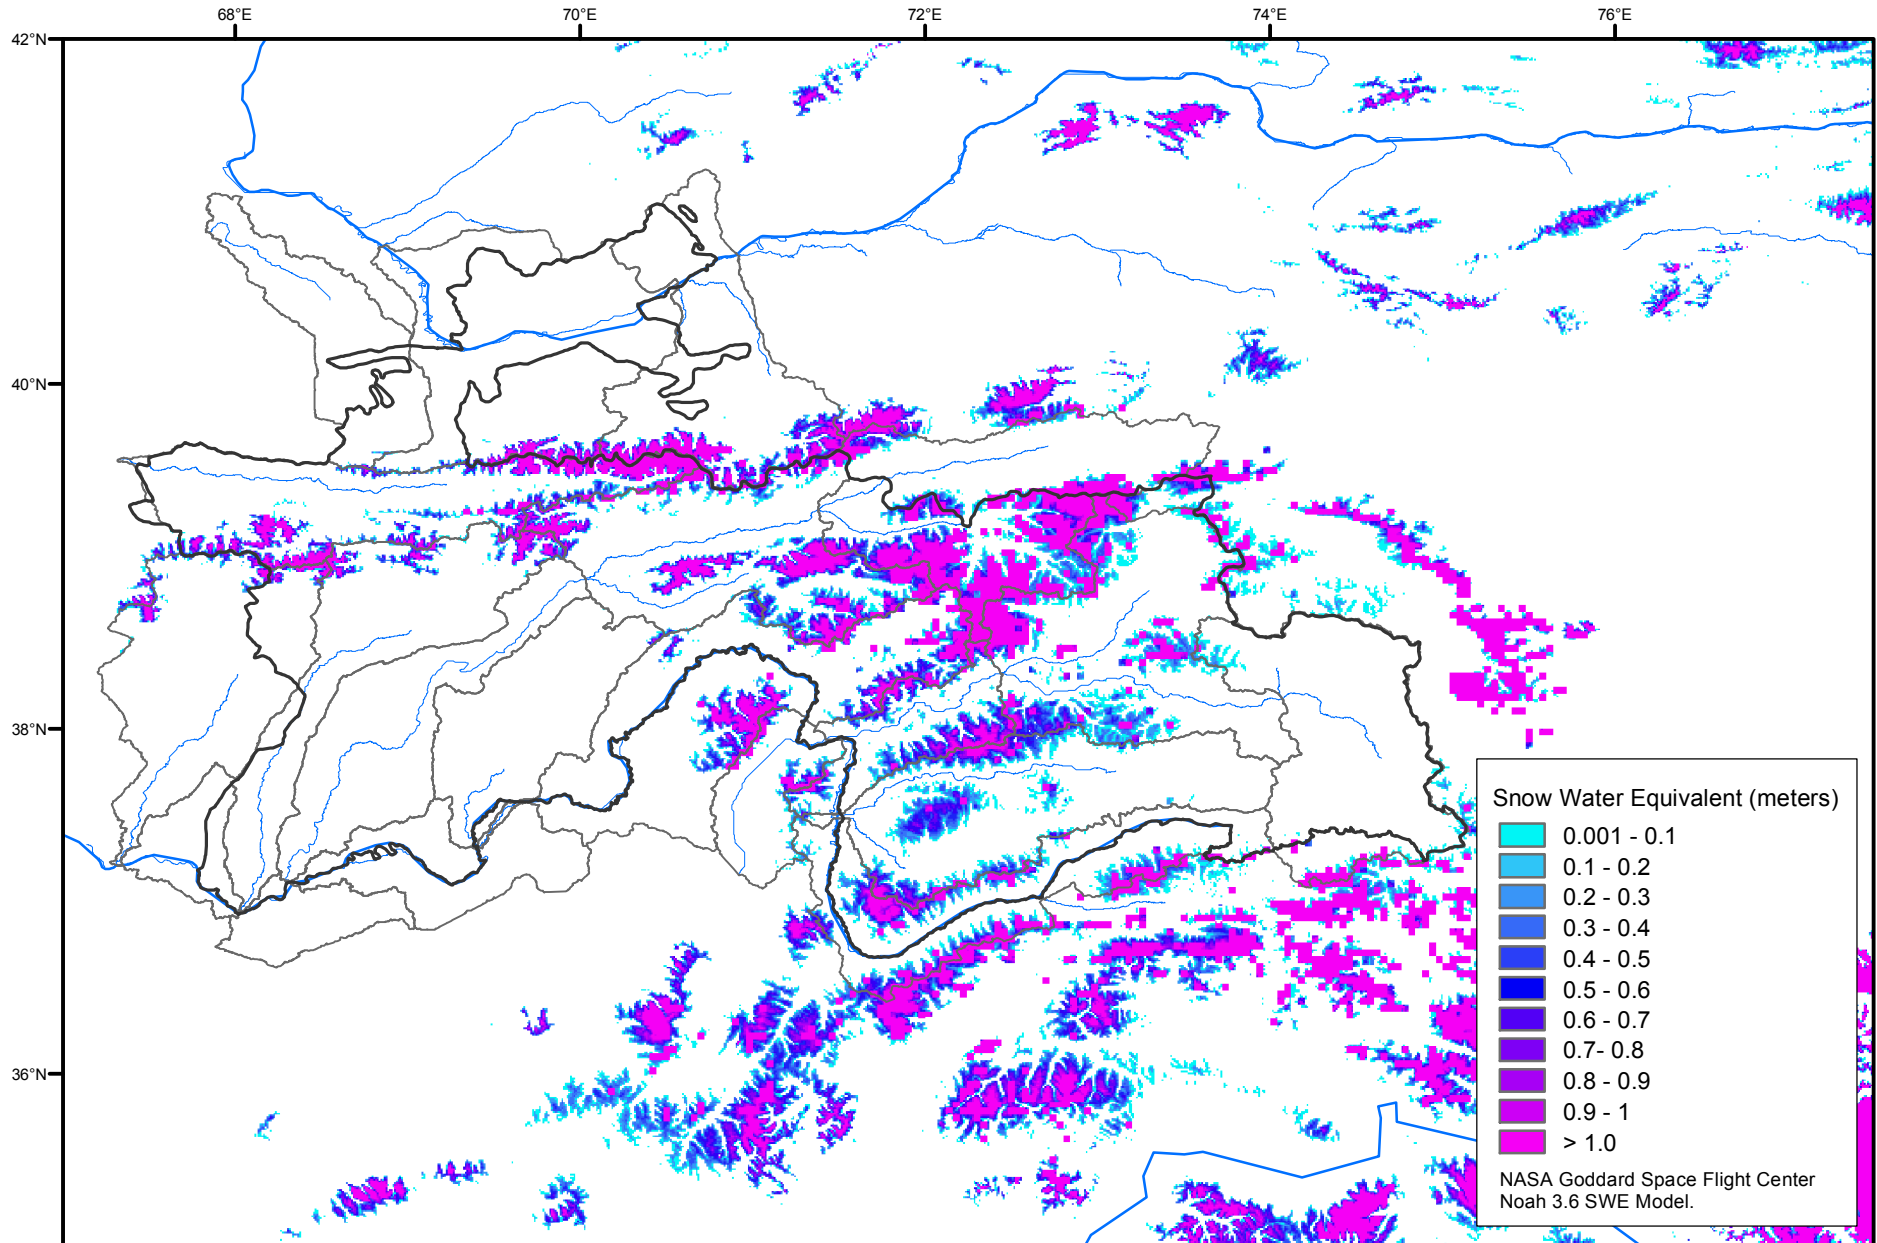 68°E
70°E
72°E
74°E
76°E
42°N
40°N
38°N
36°N
Snow Water Equivalent (meters)
0.001 - 0.1
0.1 - 0.2
0.2 - 0.3
0.3 - 0.4
0.4 - 0.5
0.5 - 0.6
0.6 - 0.7
0.7- 0.8
0.8 - 0.9
0.9 - 1
> 1.0
NASA Goddard Space Flight Center
Noah 3.6 SWE Model.